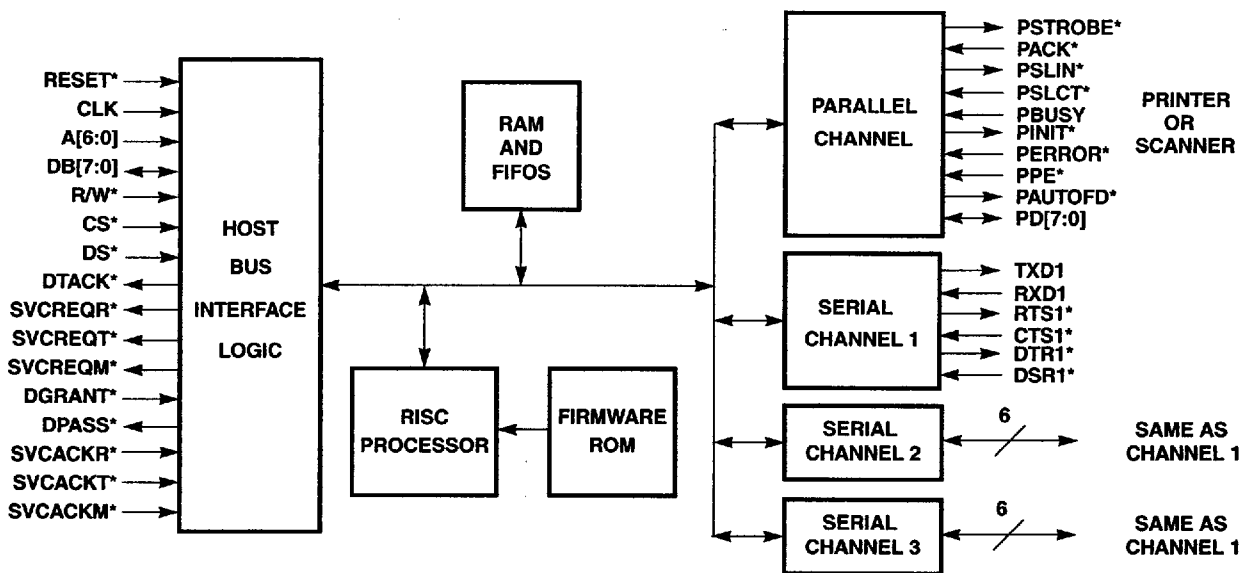 RESET*
CLK
A[6:0]
DB[7:0]
R/W*
CS*
DS*
DTACK*
SVCREQR*
SVCREQT*
SVCREQM*
DGRANT*
DPASS*
SVCACKR*
SVCACKT*
SVCACKM*
HOST
BUS
INTERFACE
LOGIC
RAM
AND
FIFOS
RISC
PROCESSOR
FIRMWARE
ROM
PARALLEL
CHANNEL
PSTROBE*
PACK*
PSLIN*
PSLCT*
PBUSY
PINIT*
PERROR*
PPE*
PAUTOFD*
PD[7:0]
PRINTER
OR
SCANNER
SERIAL
CHANNEL 1
TXD1
RXD1
RTS1*
CTS1*
DTR1*
DSR1*
SERIAL
CHANNEL 2
6
SAME AS
CHANNEL 1
SERIAL
CHANNEL 3
6
SAME AS
CHANNEL 1